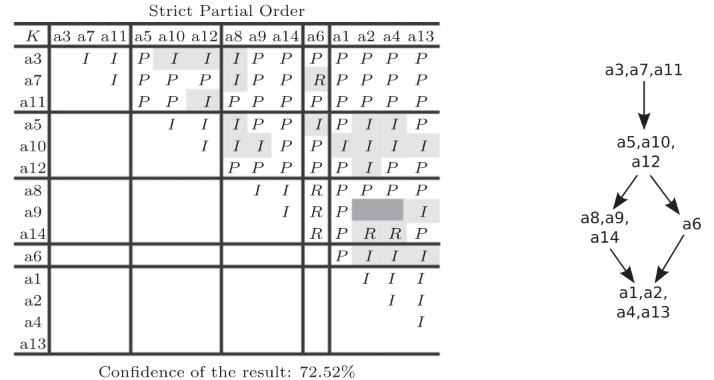 Strict Partial Order
K a3 a7 a11 a5 a10 a12 a8 a9 a14 a6 a1 a2 a4 a13
a3 I I P I I I P P P P P P P
a7 I P P P I P P R P P P P
a11 P P I P P P P P P P P
a5 I I I P P I P I I P
a10 I I I P P I I I I
a12 P P P P P I P P
a8 I I R P P P P
a9 I R P I
a14 R P R R P
a6 P I I I
a1 I I I
a2 I I
a4 I
a13
Confidence of the result: 72.52%
a3,a7,a11
a5,a10,
a12
a8,a9,
a14
a6
a1,a2,
a4,a13